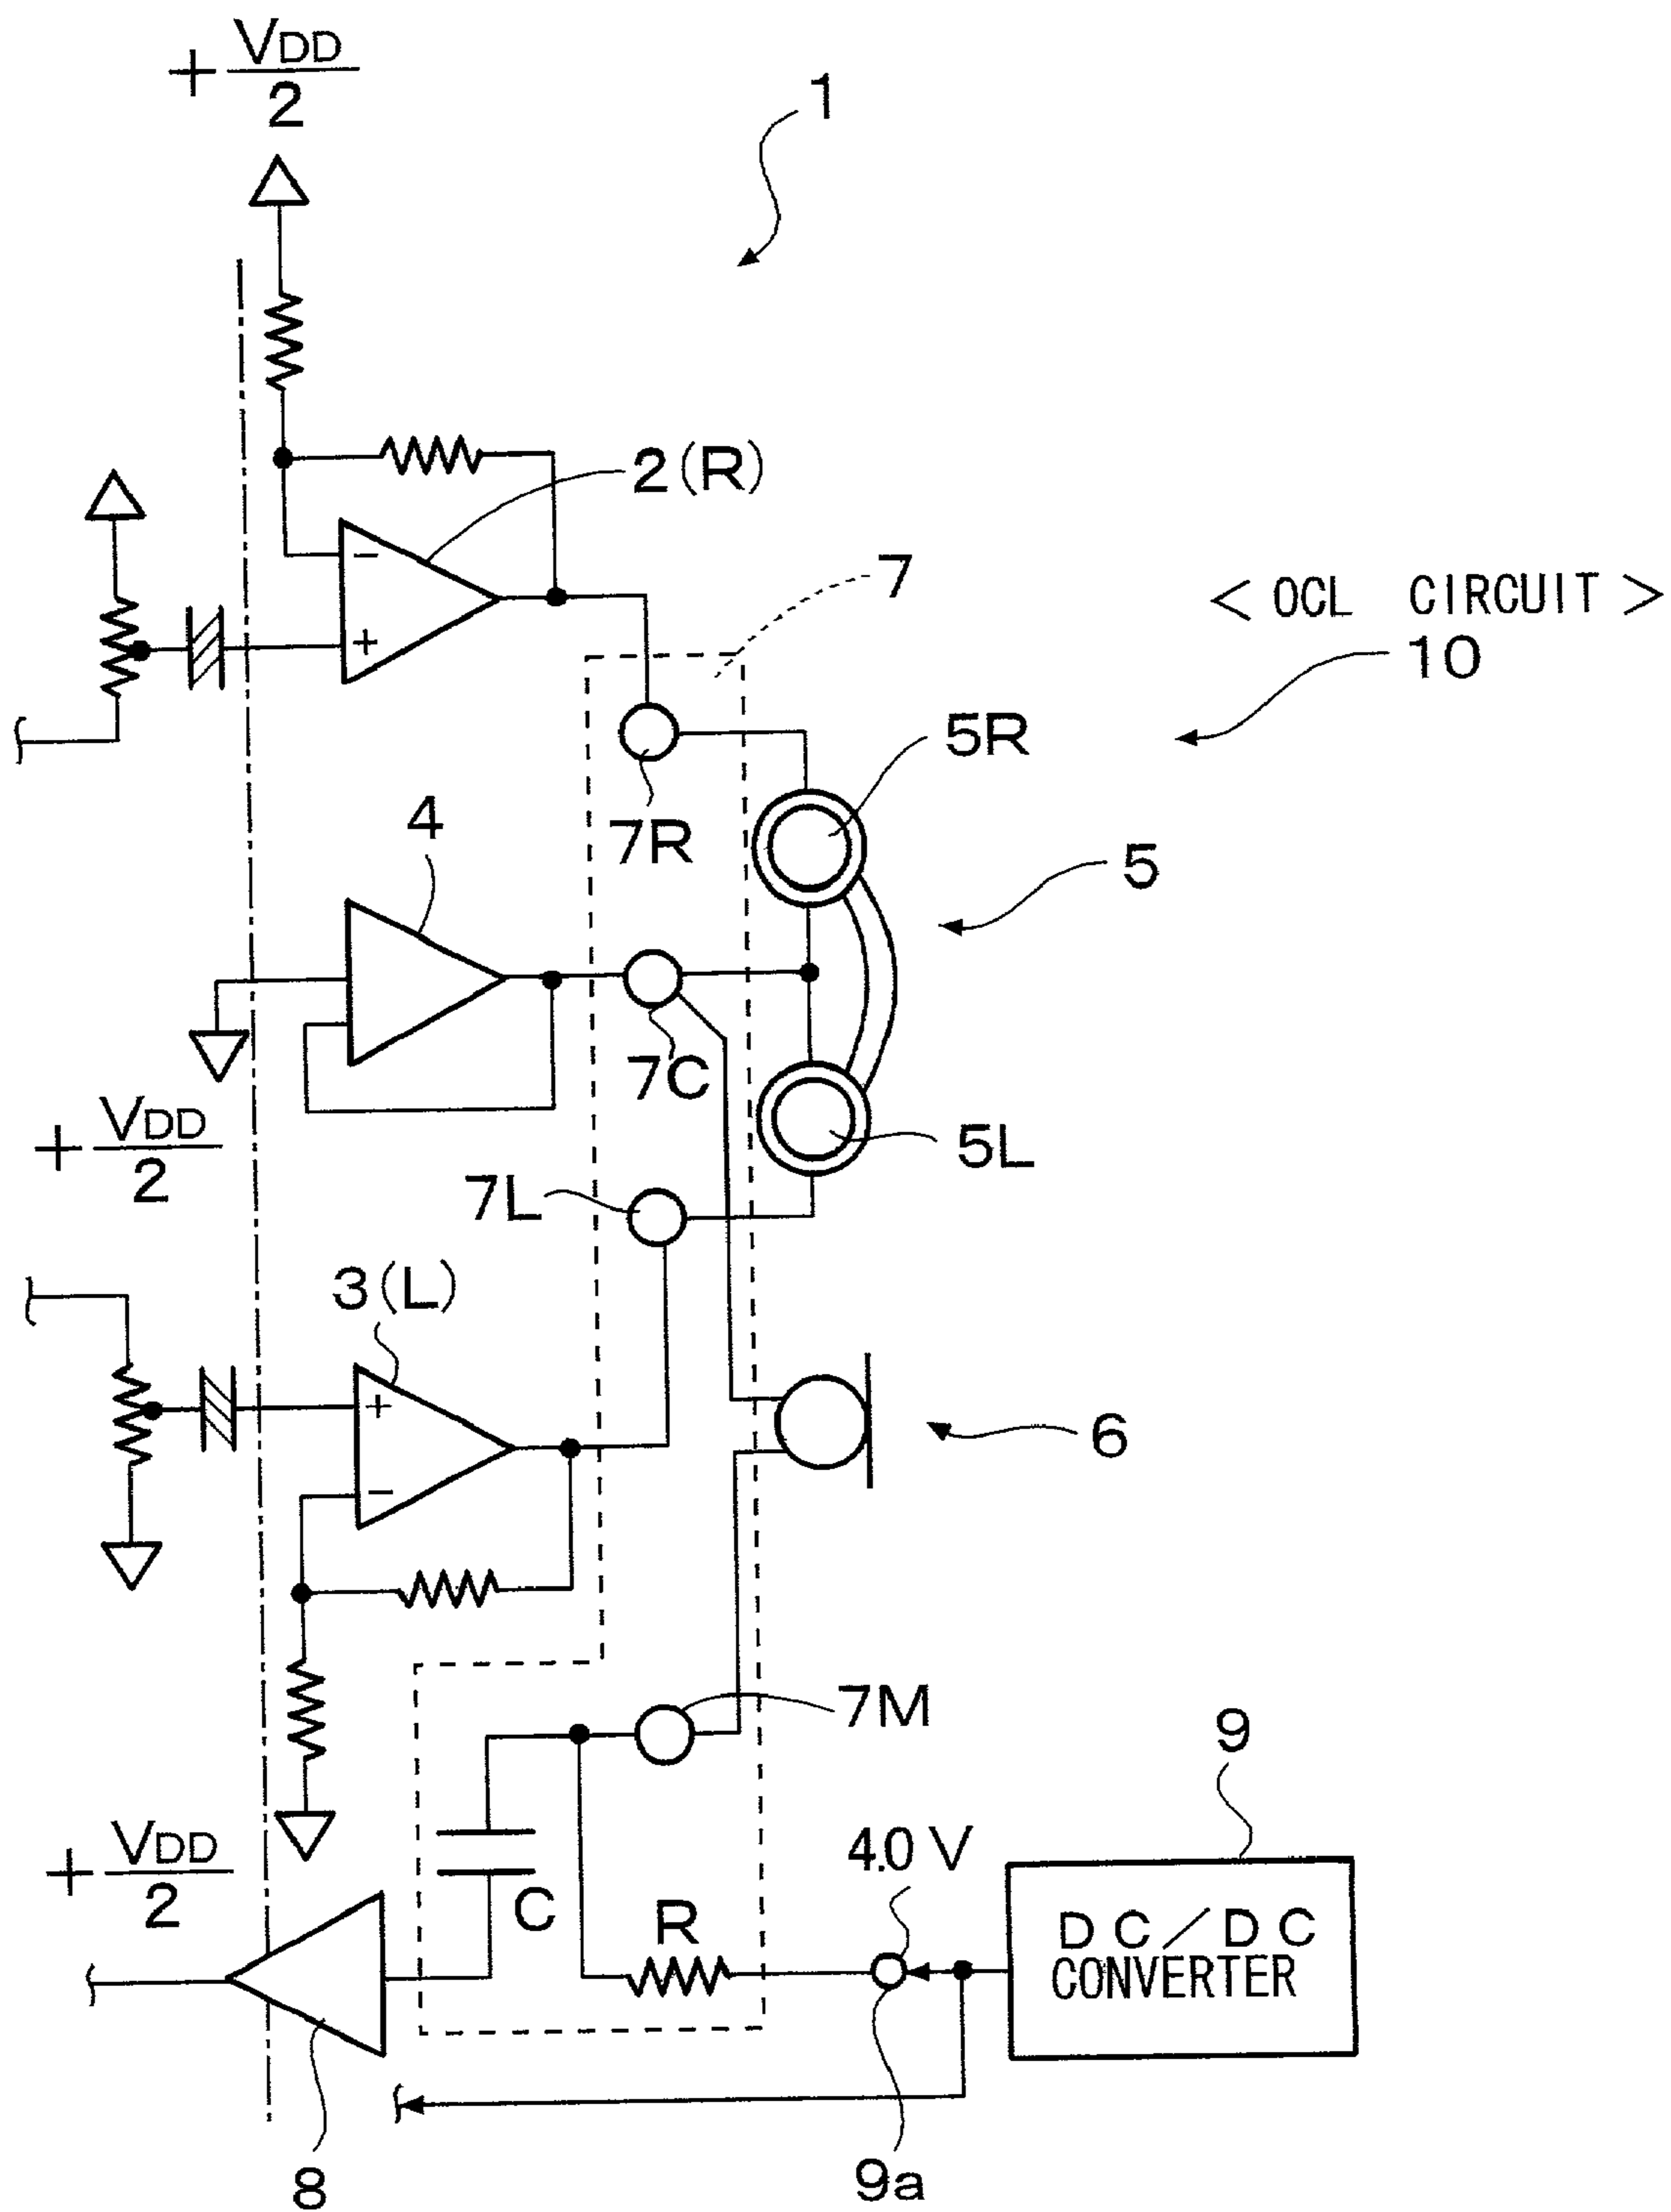 + VDD
2
1
2(R)
7
< OCL CIRCUIT >
10
5R
7R
4
5
7C
+ VDD
2
5L
7L
3(L)
6
7M
9
+ VDD
2
4.0 V
C
R
DC/DC
CONVERTER
8
9a
− +
+ −